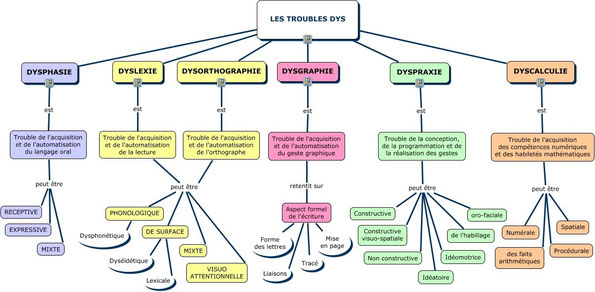 LES TROUBLES DYS
DYSPHASIE
DYSLEXIE
DYSORTHOGRAPHIE
DYSGRAPHIE
DYSPRAXIE
DYSCALCULIE
est
est
est
est
est
est
Trouble de l'acquisition
et de l'automatisation
du langage oral
Trouble de l'acquisition
et de l'automatisation
de la lecture
Trouble de l'acquisition
et de l'automatisation
de l'orthographe
Trouble de l'acquisition
et de l'automatisation
du geste graphique
Trouble de la conception,
de la programmation et de
la réalisation des gestes
Trouble de l'acquisition
des compétences numériques
et des habiletés mathématiques
peut être
peut être
retentit sur
peut être
peut être
RECEPTIVE
EXPRESSIVE
MIXTE
PHONOLOGIQUE
Dysphonétique
DE SURFACE
Dyséidétique
Lexicale
MIXTE
VISUO
ATTENTIONNELLE
Aspect formel
de l'écriture
Forme
des lettres
Liaisons
Tracé
Mise
en page
Constructive
Constructive
visuo-spatiale
Non constructive
Idéatoire
Idéomotrice
de l'habillage
oro-faciale
Numérale
des faits
arithmétiques
Procédurale
Spatiale